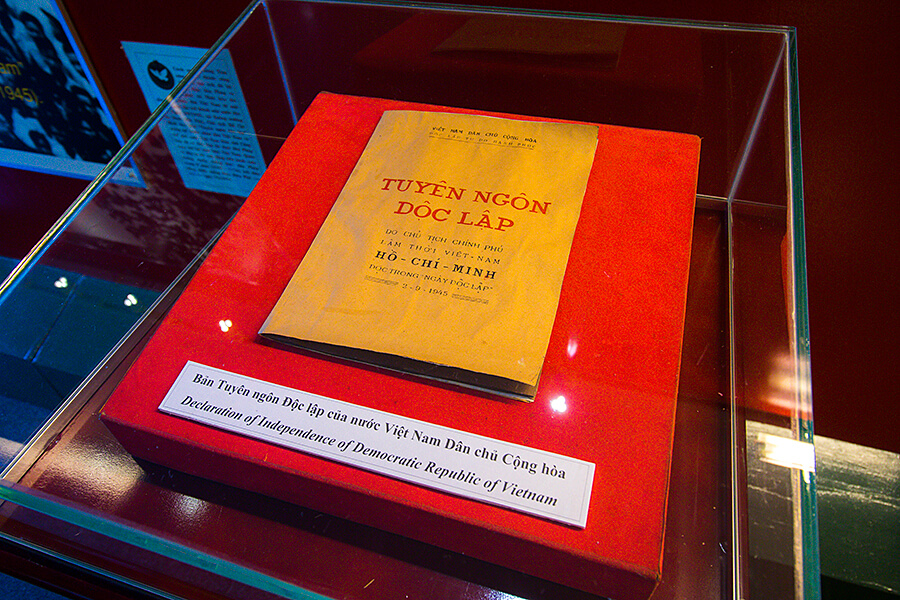 am"
1945).
VIỆT NAM DÂN CHỦ CỘNG HÒA
TUYÊN NGÔN
ĐỘC LẬP
DO CHỦ TỊCH CHÍNH PHỦ
LÂM THỜI VIỆT-NAM
HỒ-CHÍ-MINH
ĐỌC TRONG "NGÀY ĐỘC LẬP"
2-9-1945
Bản Tuyên ngôn Độc lập của nước Việt Nam Dân chủ Cộng hòa
Declaration of Independence of Democratic Republic of Vietnam